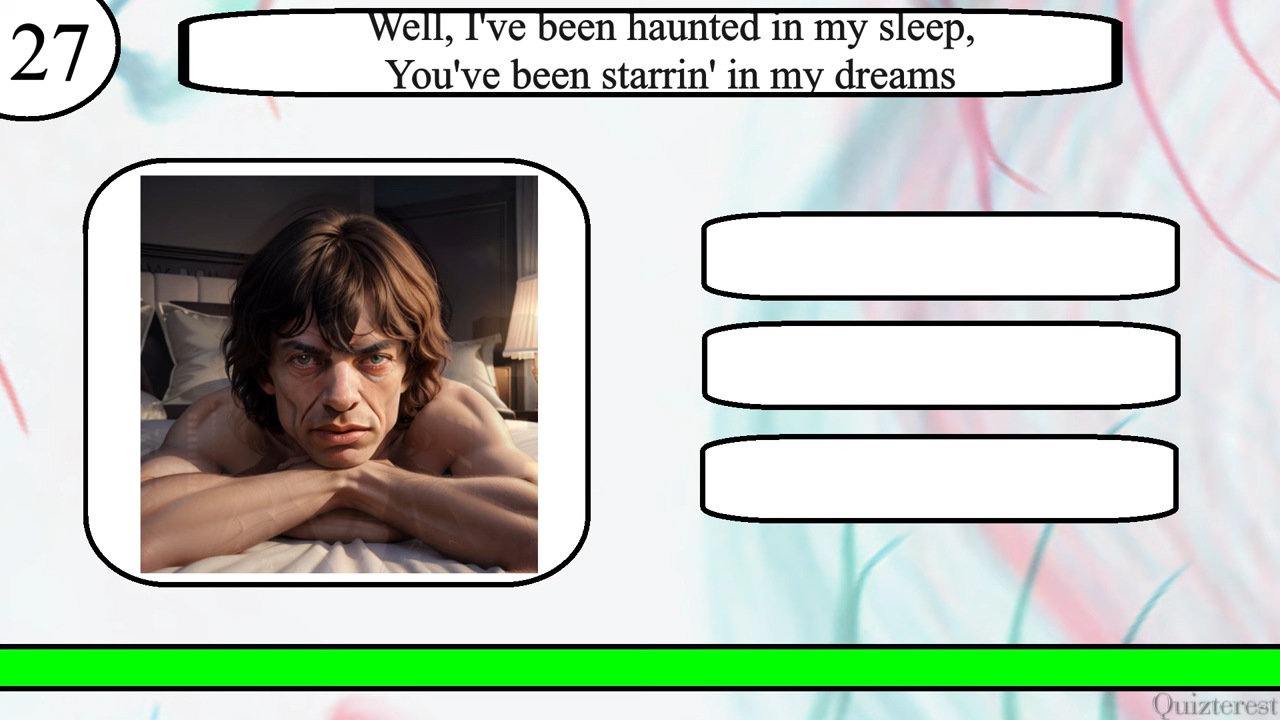 27
Well, I've been haunted in my sleep,
You've been starrin' in my dreams
Quizterest